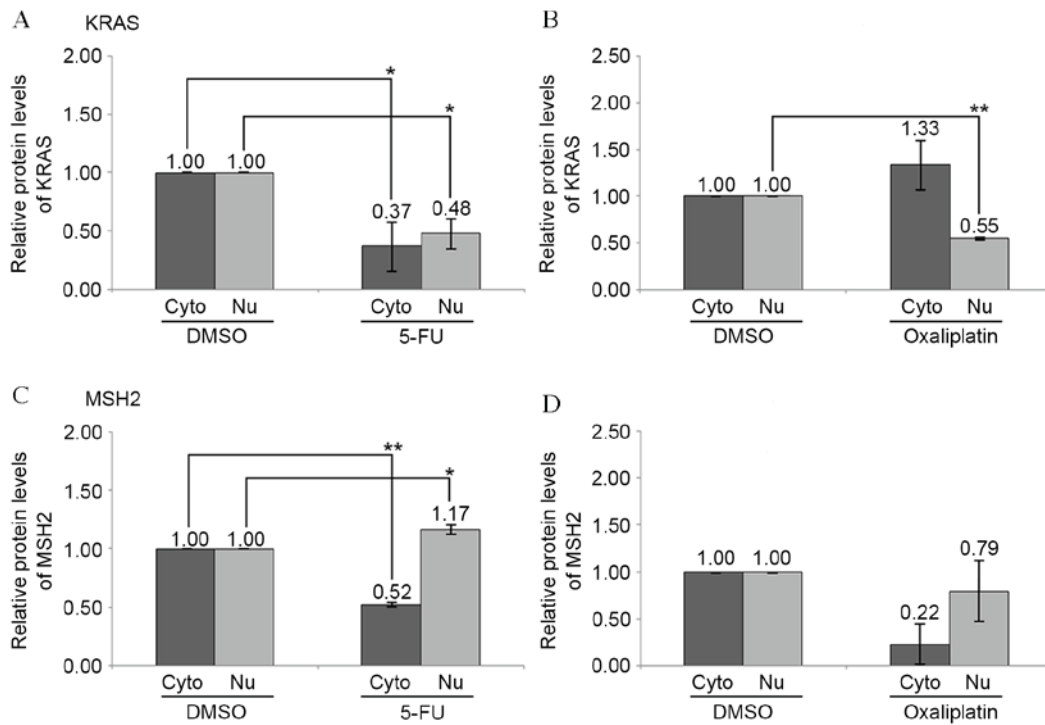 A KRAS
Relative protein levels
of KRAS
2.00
1.50
1.00
0.50
0.00
*
*
1.00 1.00
0.37 0.48
Cyto Nu Cyto Nu
DMSO 5-FU
B
Relative protein levels
of KRAS
2.50
2.00
1.50
1.00
0.50
0.00
**
1.00 1.00
1.33
0.55
Cyto Nu Cyto Nu
DMSO Oxaliplatin
C MSH2
Relative protein levels
of MSH2
2.00
1.50
1.00
0.50
0.00
**
*
1.00 1.00
0.52
1.17
Cyto Nu Cyto Nu
DMSO 5-FU
D
Relative protein levels
of MSH2
2.50
2.00
1.50
1.00
0.50
0.00
1.00 1.00
0.22
0.79
Cyto Nu Cyto Nu
DMSO Oxaliplatin